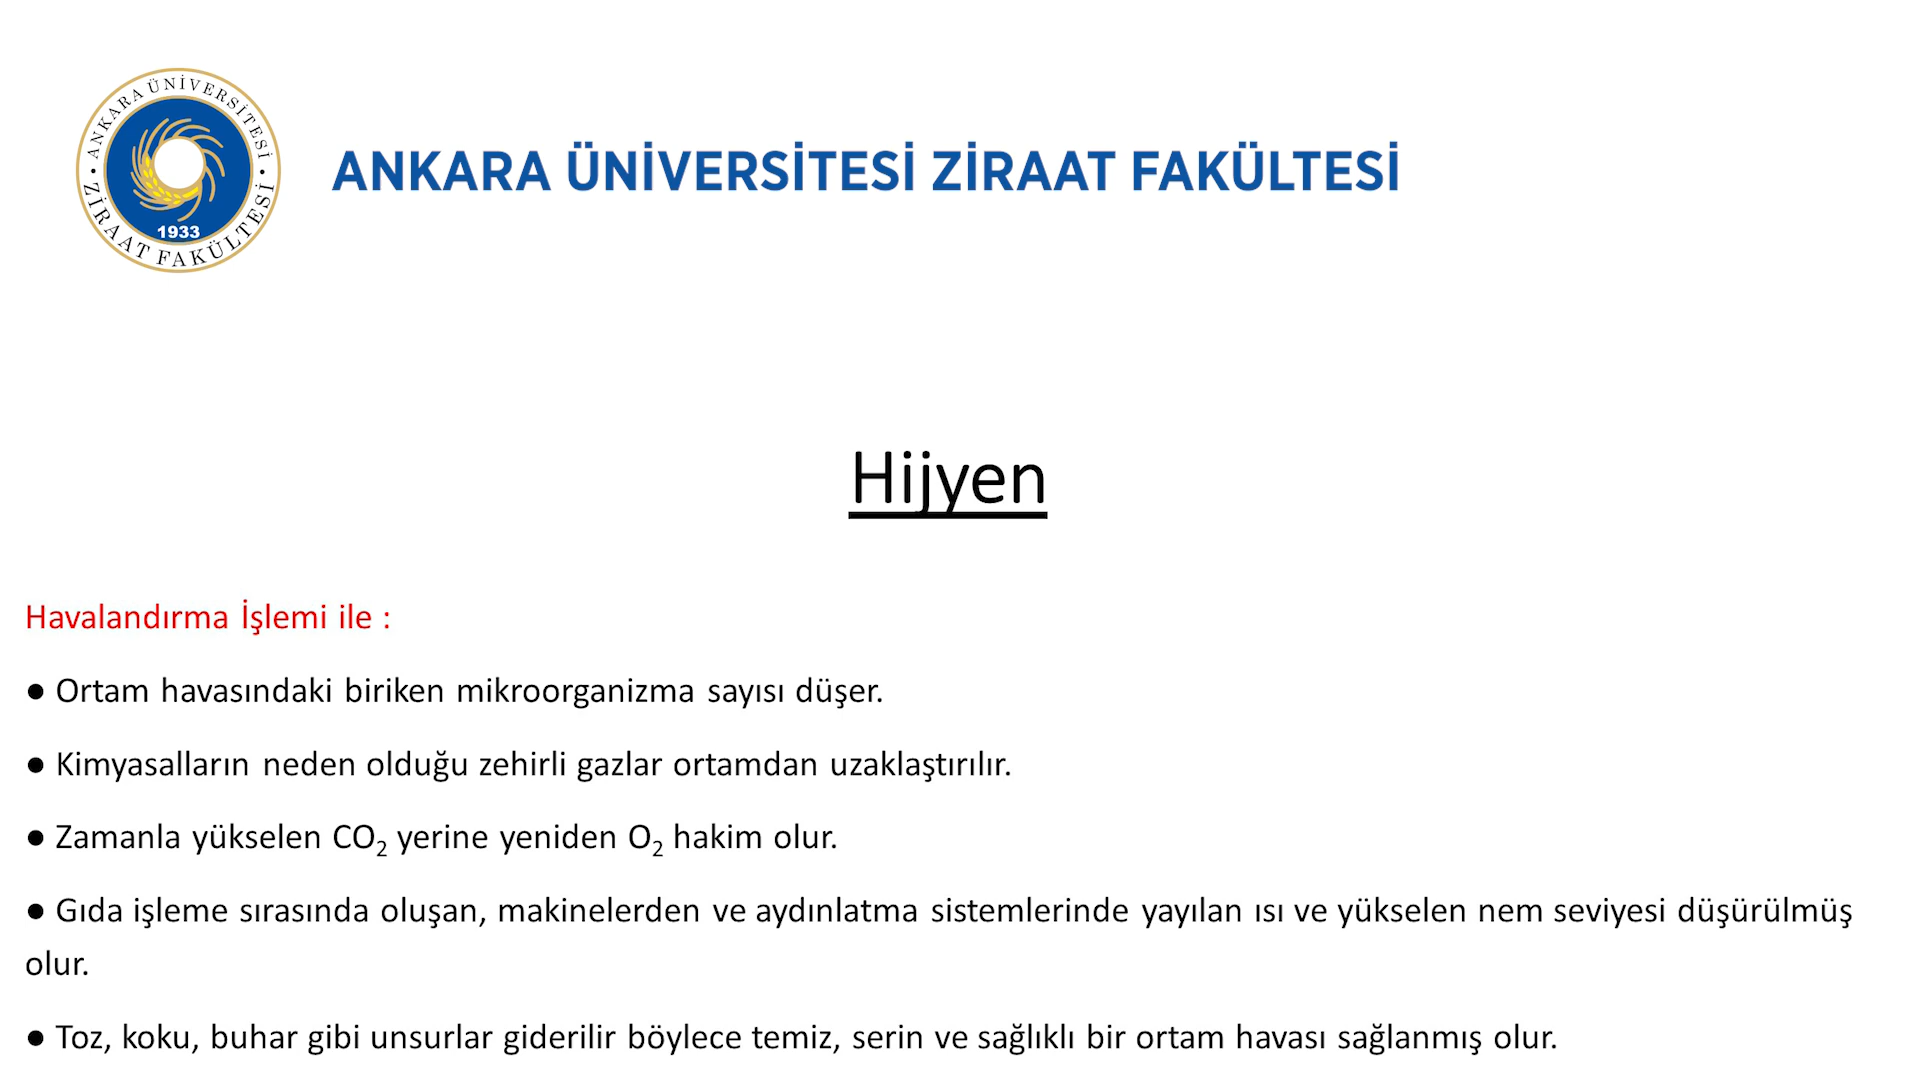 ANKARA ÜNİVERSİTESİ
ZİRAAT FAKÜLTESİ
1933
ANKARA ÜNİVERSİTESİ ZİRAAT FAKÜLTESİ
Hijyen
Havalandırma İşlemi ile :
● Ortam havasındaki biriken mikroorganizma sayısı düşer.
● Kimyasalların neden olduğu zehirli gazlar ortamdan uzaklaştırılır.
● Zamanla yükselen CO₂ yerine yeniden O₂ hakim olur.
● Gıda işleme sırasında oluşan, makinelerden ve aydınlatma sistemlerinde yayılan ısı ve yükselen nem seviyesi düşürülmüş
olur.
● Toz, koku, buhar gibi unsurlar giderilir böylece temiz, serin ve sağlıklı bir ortam havası sağlanmış olur.